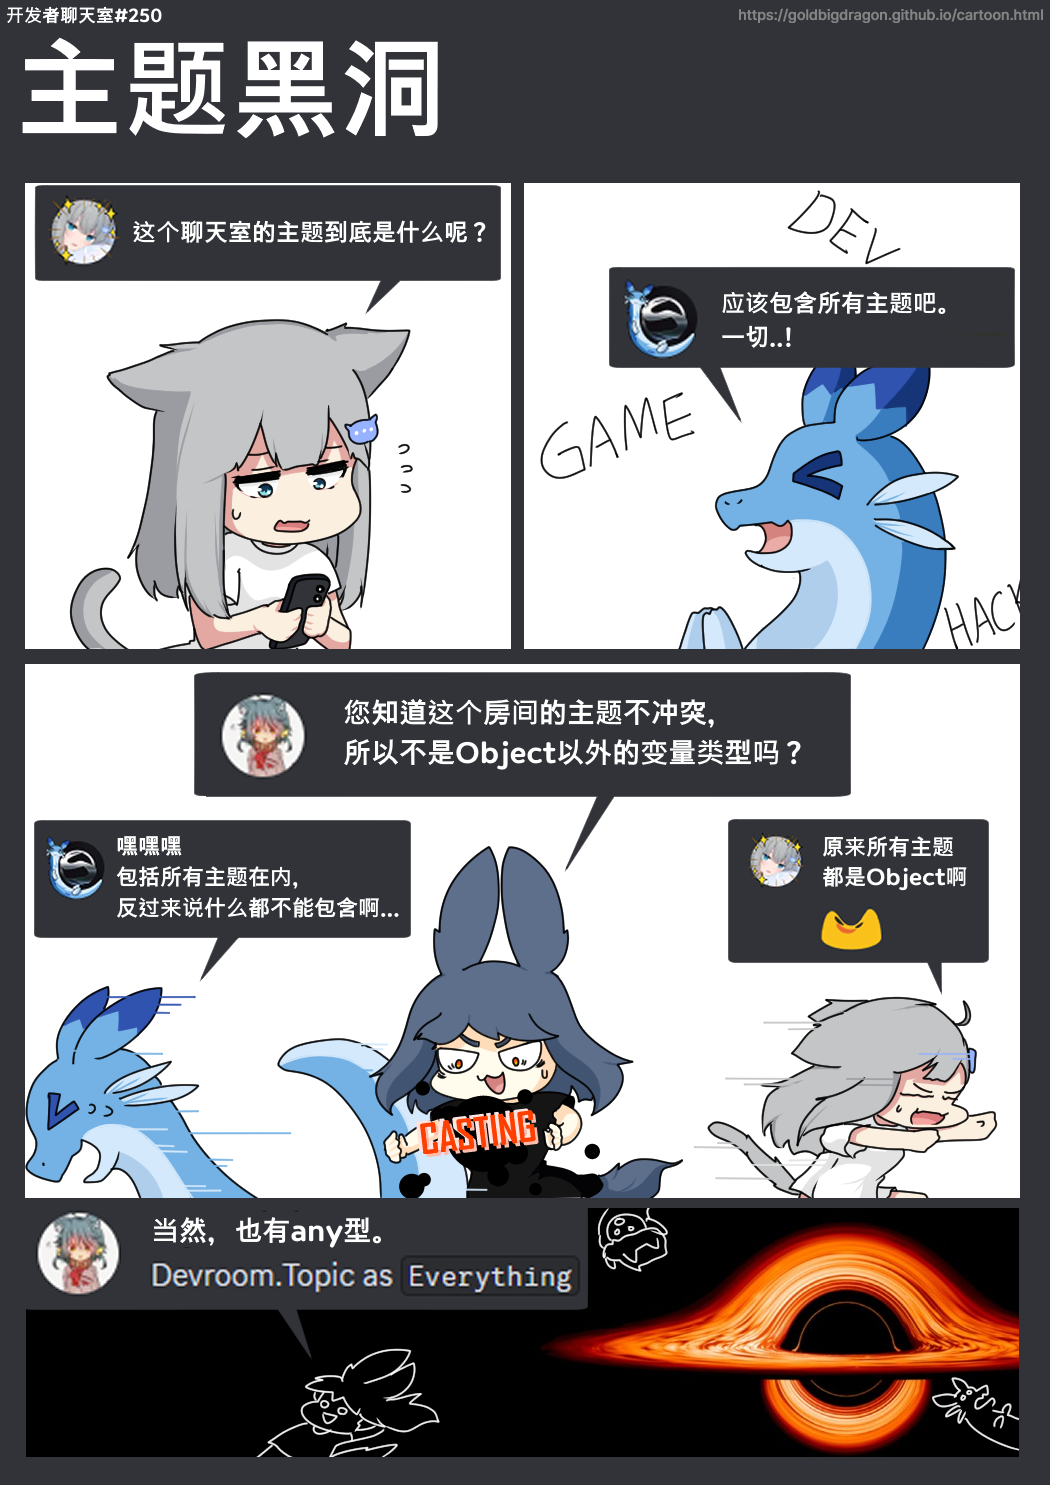 开发者聊天室#250
https://goldbigdragon.github.io/cartoon.html
主题黑洞
这个聊天室的主题到底是什么呢？
DEV
应该包含所有主题吧。
一切..!
GAME
HACK
您知道这个房间的主题不冲突，
所以不是Object以外的变量类型吗？
嘿嘿嘿
包括所有主题在内，
反过来说什么都不能包含啊...
原来所有主题
都是Object啊
CASTING
当然，也有any型。
Devroom.Topic as Everything